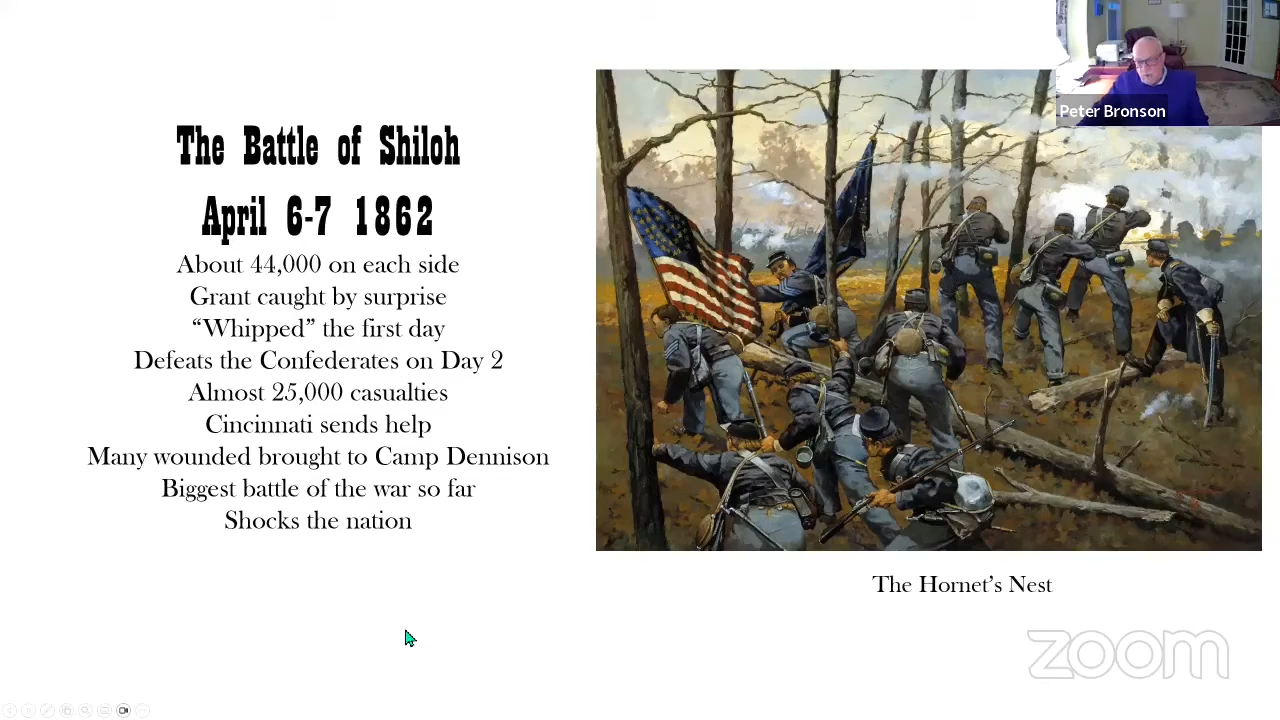 The Battle of Shiloh
April 6-7 1862
About 44,000 on each side
Grant caught by surprise
“Whipped” the first day
Defeats the Confederates on Day 2
Almost 25,000 casualties
Cincinnati sends help
Many wounded brought to Camp Dennison
Biggest battle of the war so far
Shocks the nation
Peter Bronson
The Hornet’s Nest
zoom